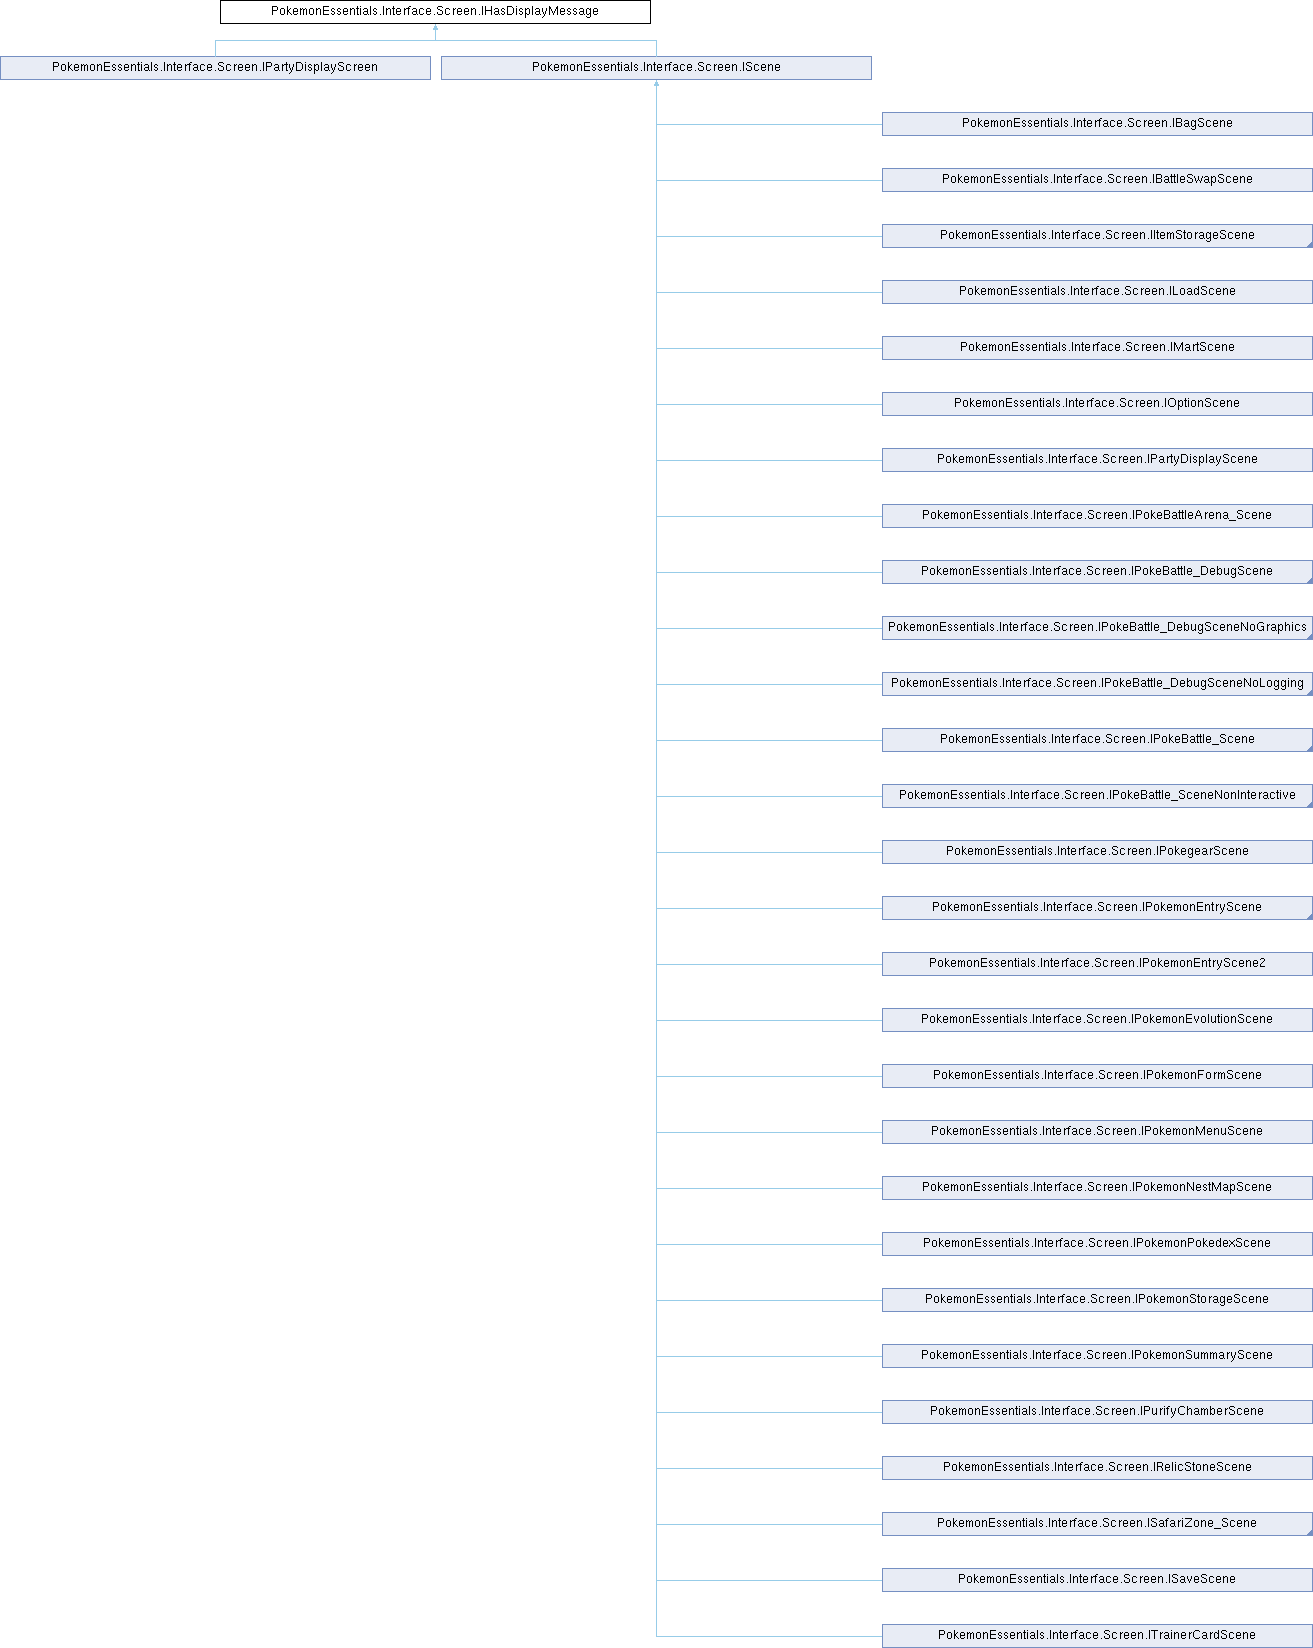 PokemonEssentials.Interface.Screen.IHasDisplayMessage
PokemonEssentials.Interface.Screen.IPartyDisplayScreen
PokemonEssentials.Interface.Screen.IScene
PokemonEssentials.Interface.Screen.IBagScene
PokemonEssentials.Interface.Screen.IBattleSwapScene
PokemonEssentials.Interface.Screen.IItemStorageScene
PokemonEssentials.Interface.Screen.ILoadScene
PokemonEssentials.Interface.Screen.IMartScene
PokemonEssentials.Interface.Screen.IOptionScene
PokemonEssentials.Interface.Screen.IPartyDisplayScene
PokemonEssentials.Interface.Screen.IPokeBattleArena_Scene
PokemonEssentials.Interface.Screen.IPokeBattle_DebugScene
PokemonEssentials.Interface.Screen.IPokeBattle_DebugSceneNoGraphics
PokemonEssentials.Interface.Screen.IPokeBattle_DebugSceneNoLogging
PokemonEssentials.Interface.Screen.IPokeBattle_Scene
PokemonEssentials.Interface.Screen.IPokeBattle_SceneNonInteractive
PokemonEssentials.Interface.Screen.IPokegearScene
PokemonEssentials.Interface.Screen.IPokemonEntryScene
PokemonEssentials.Interface.Screen.IPokemonEntryScene2
PokemonEssentials.Interface.Screen.IPokemonEvolutionScene
PokemonEssentials.Interface.Screen.IPokemonFormScene
PokemonEssentials.Interface.Screen.IPokemonMenuScene
PokemonEssentials.Interface.Screen.IPokemonNestMapScene
PokemonEssentials.Interface.Screen.IPokemonPokedexScene
PokemonEssentials.Interface.Screen.IPokemonStorageScene
PokemonEssentials.Interface.Screen.IPokemonSummaryScene
PokemonEssentials.Interface.Screen.IPurifyChamberScene
PokemonEssentials.Interface.Screen.IRelicStoneScene
PokemonEssentials.Interface.Screen.ISafariZone_Scene
PokemonEssentials.Interface.Screen.ISaveScene
PokemonEssentials.Interface.Screen.ITrainerCardScene